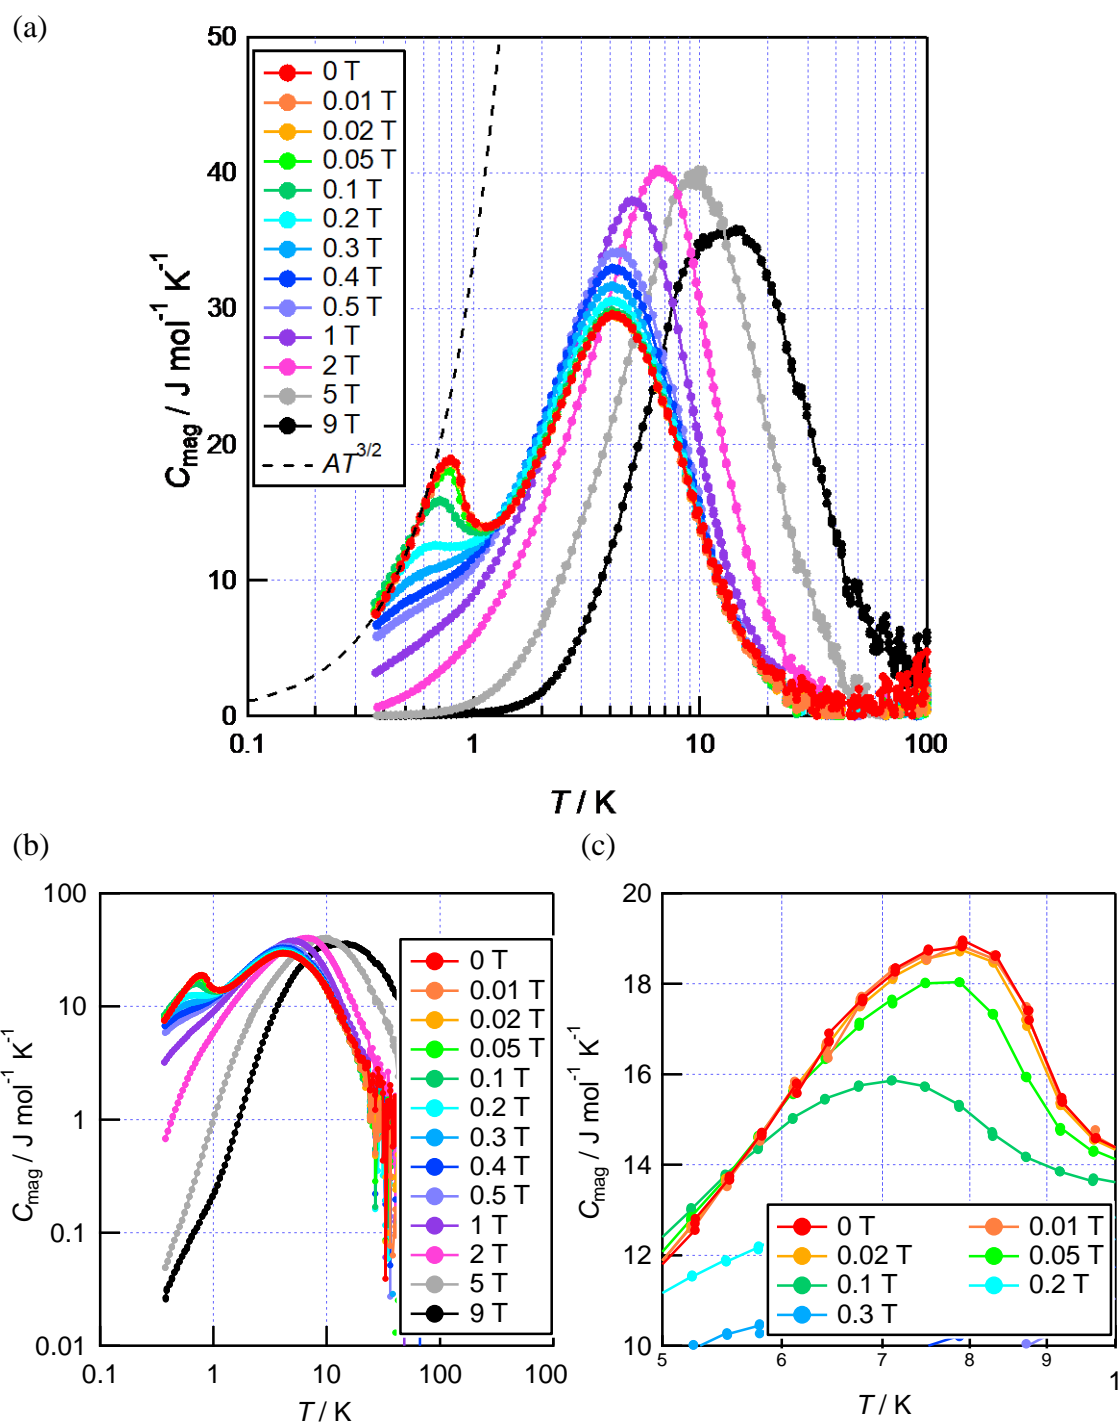 (a)
50
40
30
20
10
0
C_mag / J mol⁻¹ K⁻¹
0 T
0.01 T
0.02 T
0.05 T
0.1 T
0.2 T
0.3 T
0.4 T
0.5 T
1 T
2 T
5 T
9 T
AT^3/2
0.1 1 10 100
T / K
(b)
100
10
1
0.1
0.01
C_mag / J mol⁻¹ K⁻¹
0 T
0.01 T
0.02 T
0.05 T
0.1 T
0.2 T
0.3 T
0.4 T
0.5 T
1 T
2 T
5 T
9 T
0.1 1 10 100 100
T / K
(c)
20
18
16
14
12
10
C_mag / J mol⁻¹ K⁻¹
0 T 0.01 T
0.02 T 0.05 T
0.1 T 0.2 T
0.3 T
5 6 7 8 9 1
T / K